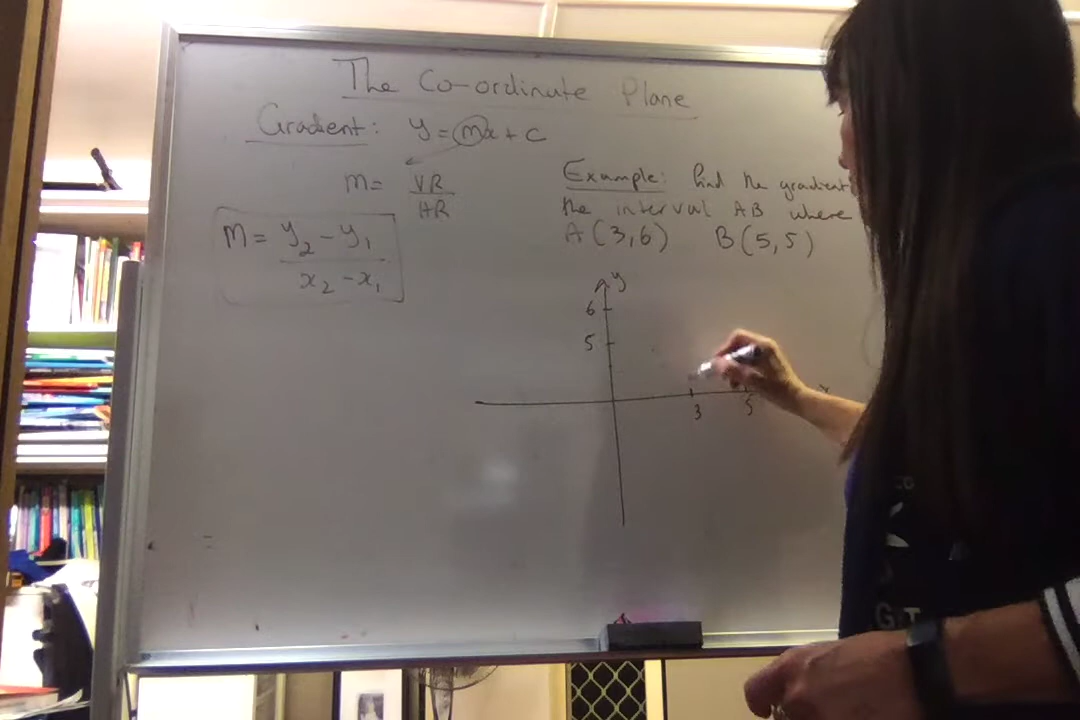 The Co-ordinate Plane
Gradient: y = mx + c
m = VR
HR
m = y₂ - y₁
x₂ - x₁
Example: find the gradient
the interval AB where
A (3,6) B (5,5)
y
6
5
x
3 5